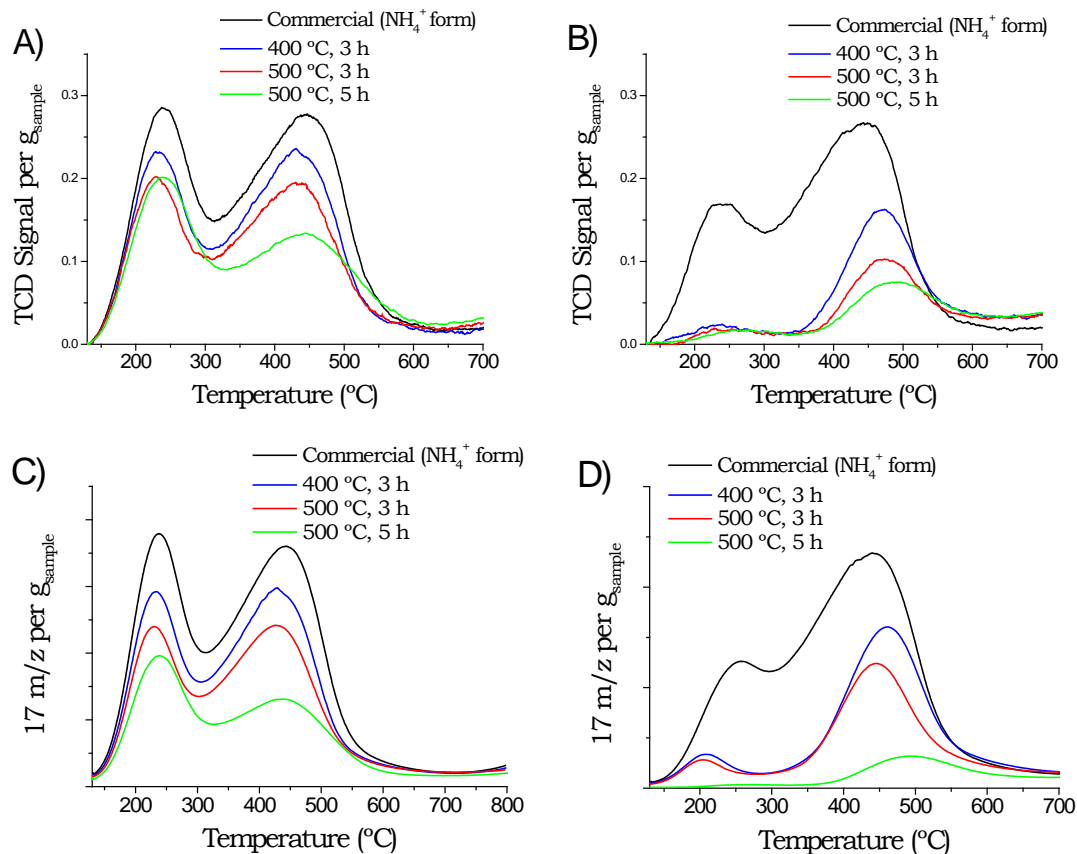 A)
Commercial (NH₄⁺ form)
400 ºC, 3 h
500 ºC, 3 h
500 ºC, 5 h
0.3
0.2
0.1
0.0
TCD Signal per g_sample
200 300 400 500 600 700
Temperature (ºC)
B)
Commercial (NH₄⁺ form)
400 ºC, 3 h
500 ºC, 3 h
500 ºC, 5 h
0.3
0.2
0.1
0.0
TCD Signal per g_sample
200 300 400 500 600 700
Temperature (ºC)
C)
Commercial (NH₄⁺ form)
400 ºC, 3 h
500 ºC, 3 h
500 ºC, 5 h
17 m/z per g_sample
200 300 400 500 600 700 800
Temperature (ºC)
D)
Commercial (NH₄⁺ form)
400 ºC, 3 h
500 ºC, 3 h
500 ºC, 5 h
17 m/z per g_sample
200 300 400 500 600 700
Temperature (ºC)